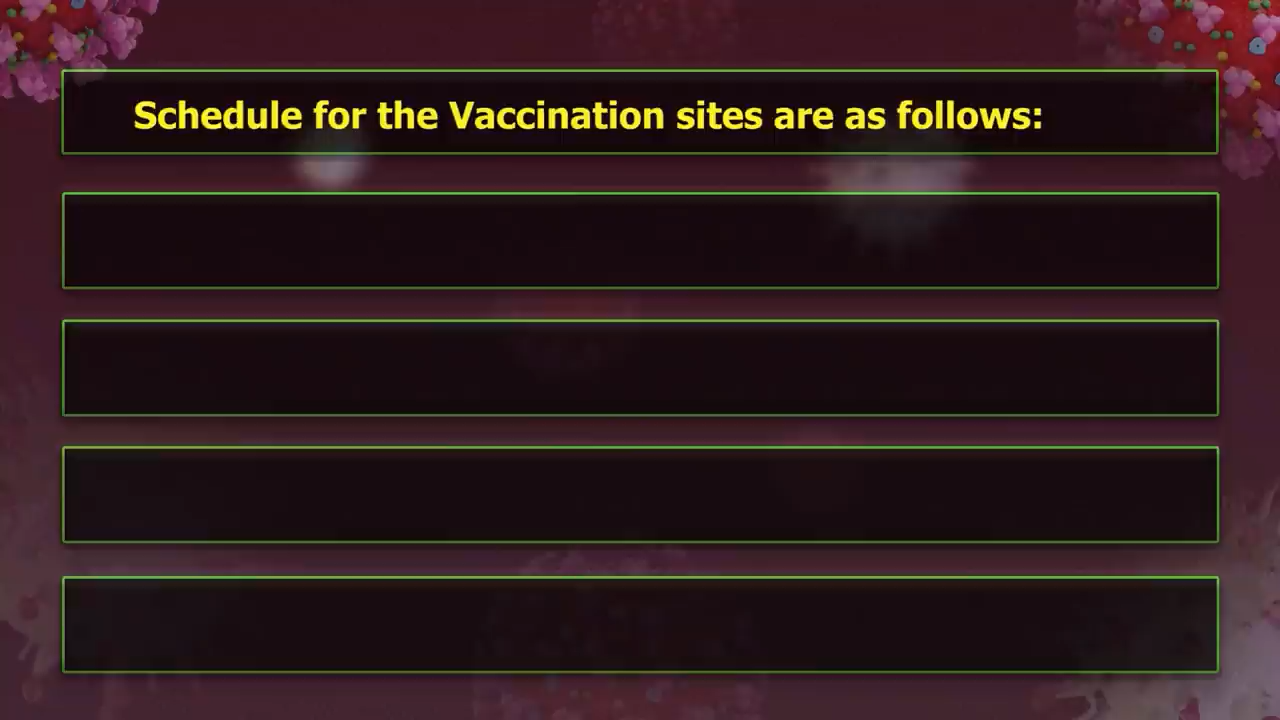 Schedule for the Vaccination sites are as follows: